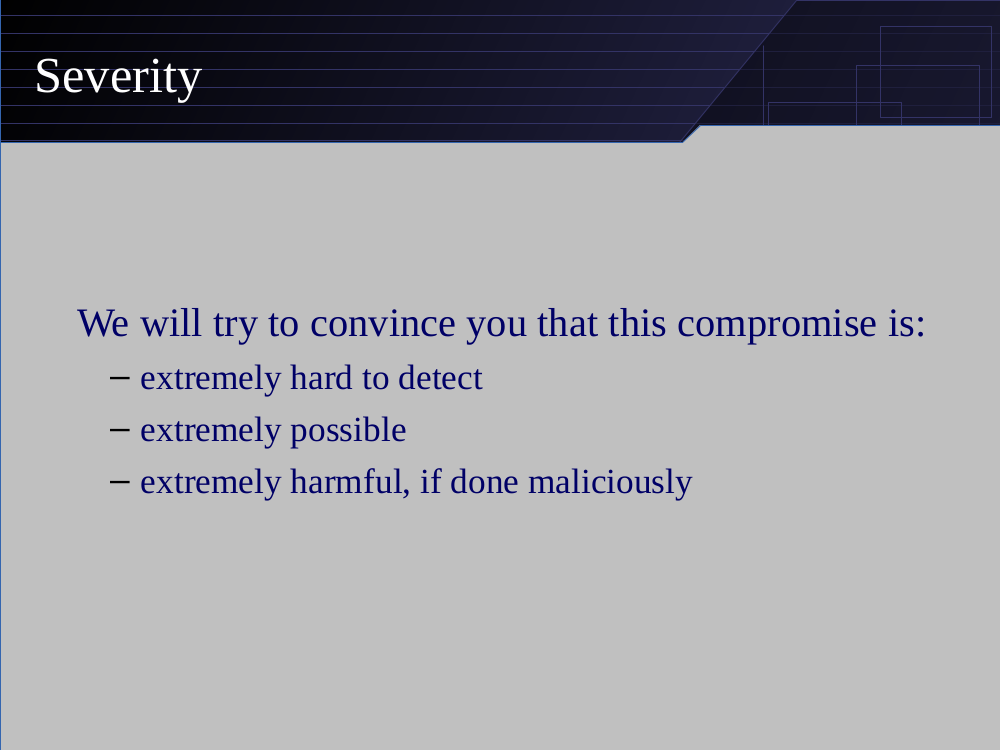 Severity
We will try to convince you that this compromise is:
– extremely hard to detect
– extremely possible
– extremely harmful, if done maliciously